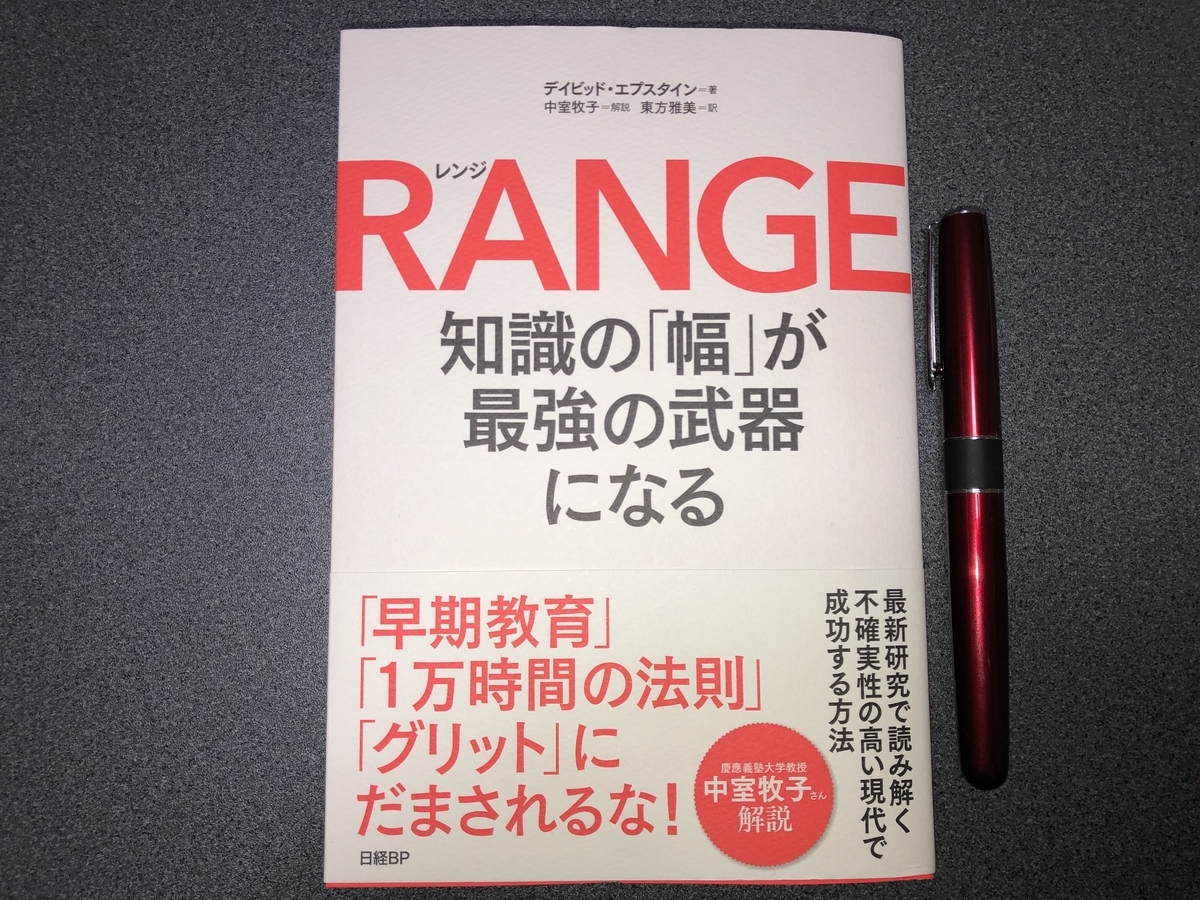 デイビッド・エプスタイン=著
中室牧子=解説 東方雅美=訳
レンジ
RANGE
知識の「幅」が
最強の武器
になる
「早期教育」
「1万時間の法則」
「グリット」に
だまされるな!
最新研究で読み解く
不確実性の高い現代で
成功する方法
慶應義塾大学教授
中室牧子さん
解説
日経BP